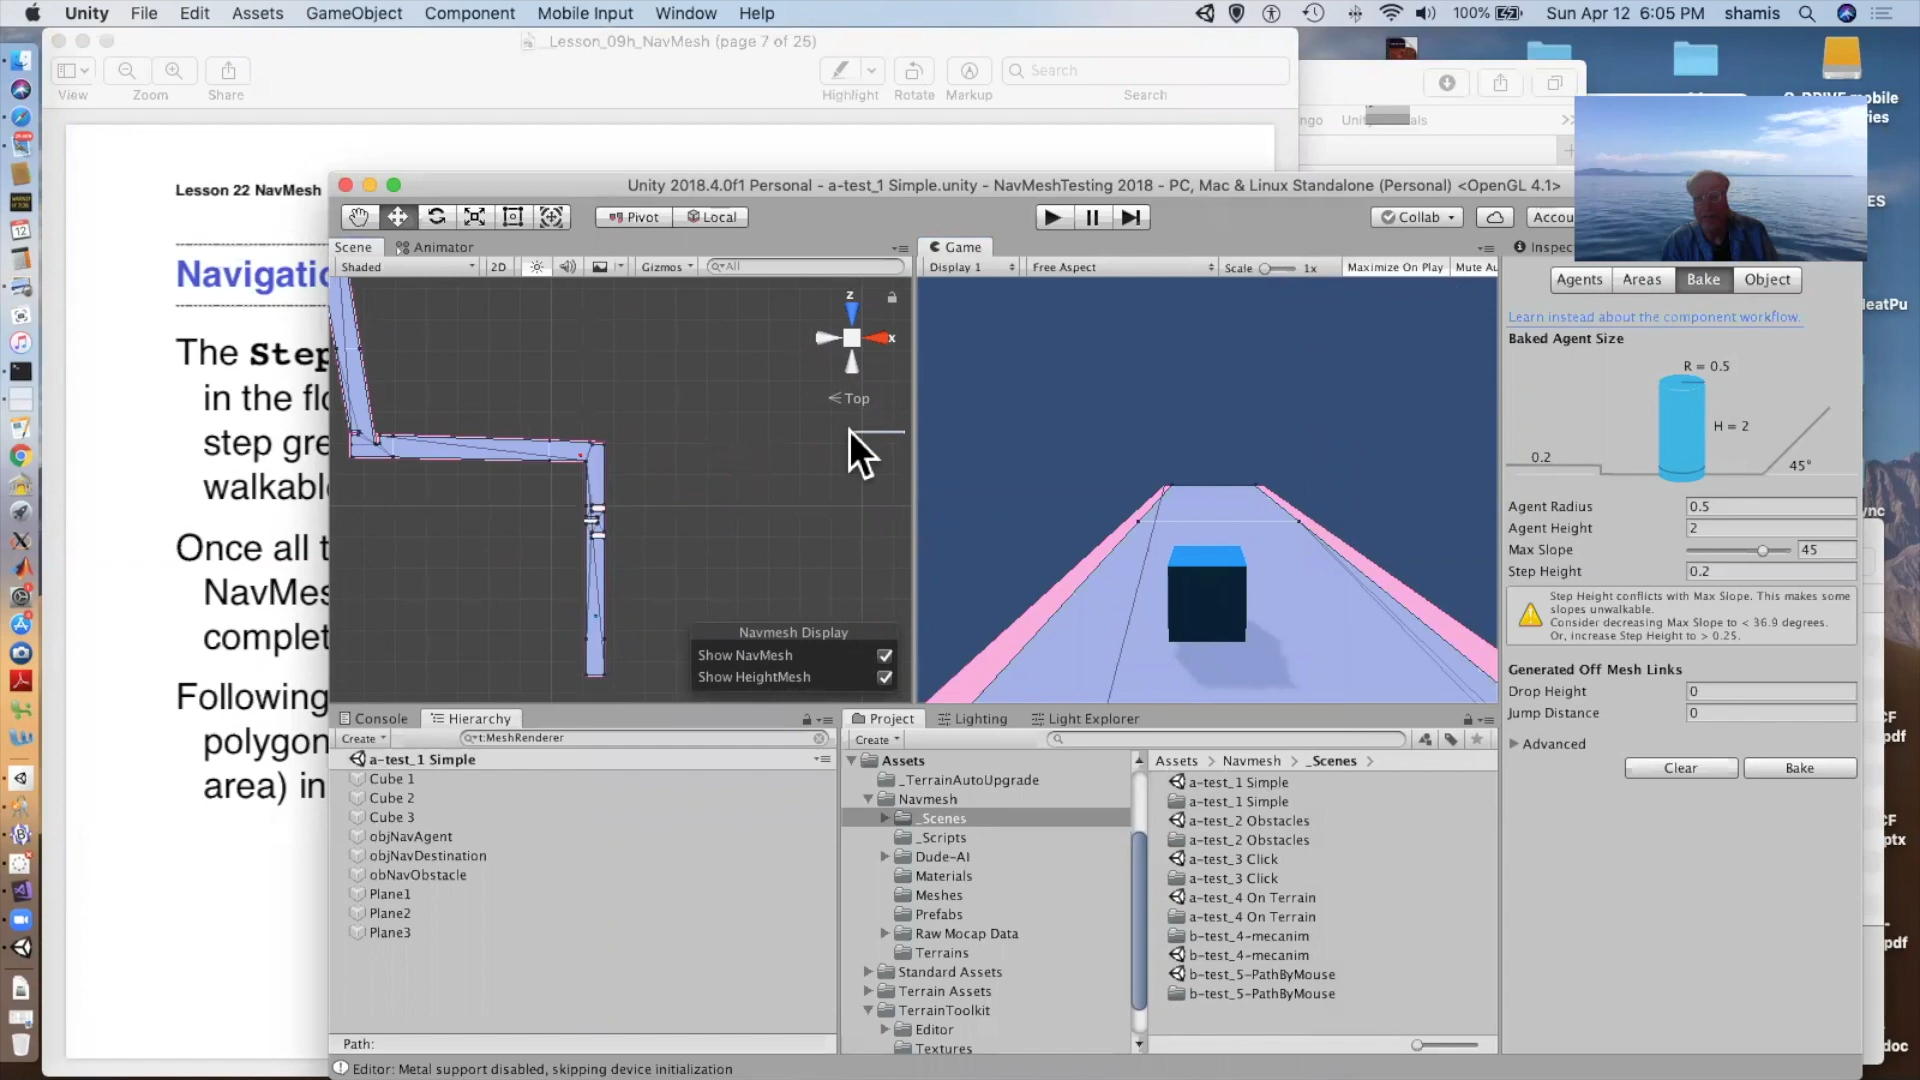 Unity File Edit Assets GameObject Component Mobile Input Window Help 100% Sun Apr 12 6:05 PM shamis
Lesson_09h_NavMesh (page 7 of 25)
View Zoom Share Highlight Rotate Markup Search
Search
Lesson 22 NavMesh
The Step
in the flo
step gre
Once all t
NavMes
complet
Following
polygon
area) in
Unity 2018.4.0f1 Personal - a-test_1 Simple.unity - NavMeshTesting 2018 - PC, Mac & Linux Standalone (Personal) <OpenGL 4.1>
Pivot Local Collab Accou
Scene Animator
Shaded 2D Gizmos All
Game
Display 1 Free Aspect Scale 1x Maximize On Play Mute Au
z
x
Top
Navmesh Display
Show NavMesh
Show HeightMesh
Inspec
Agents Areas Bake Object
Learn instead about the component workflow.
Baked Agent Size
R = 0.5
H = 2
0.2
45°
Agent Radius 0.5
Agent Height 2
Max Slope 45
Step Height 0.2
Step Height conflicts with Max Slope. This makes some
slopes unwalkable.
Consider decreasing Max Slope to < 36.9 degrees.
Or, increase Step Height to > 0.25.
Generated Off Mesh Links
Drop Height 0
Jump Distance 0
Advanced
Clear Bake
Console Hierarchy
Create t:MeshRenderer
a-test_1 Simple
Cube 1
Cube 2
Cube 3
objNavAgent
objNavDestination
obNavObstacle
Plane1
Plane2
Plane3
Path:
Project Lighting Light Explorer
Create
Assets
_TerrainAutoUpgrade
Navmesh
_Scenes
_Scripts
Dude-AI
Materials
Meshes
Prefabs
Raw Mocap Data
Terrains
Standard Assets
Terrain Assets
TerrainToolkit
Editor
Textures
Assets > Navmesh > _Scenes >
a-test_1 Simple
a-test_1 Simple
a-test_2 Obstacles
a-test_2 Obstacles
a-test_3 Click
a-test_3 Click
a-test_4 On Terrain
a-test_4 On Terrain
b-test_4-mecanim
b-test_4-mecanim
b-test_5-PathByMouse
b-test_5-PathByMouse
Editor: Metal support disabled, skipping device initialization